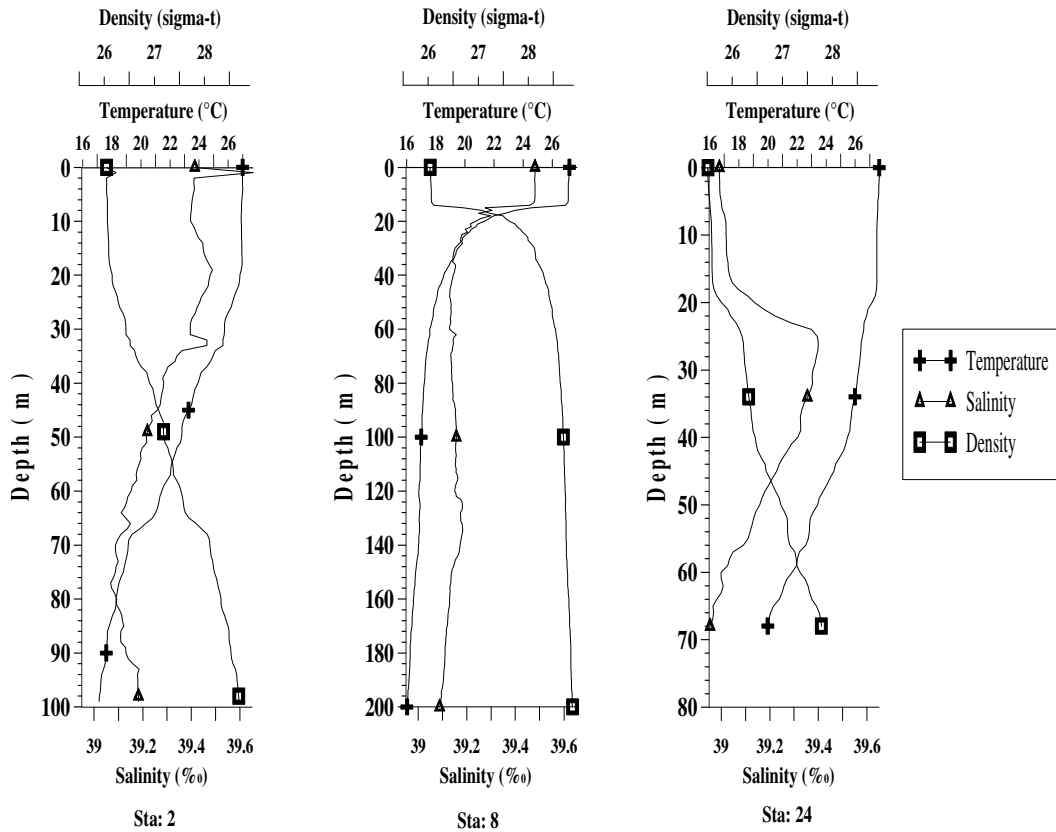 Density (sigma-t) Density (sigma-t) Density (sigma-t)
26 27 28 26 28 26 27 28
Temperature (°C) Temperature (°C) Temperature (°C)
16 18 20 22 24 26 16 18 20 22 24 26 16 18 20 22 24 26
0
10
20
30
40
50
60
70
80
90
100
Depth ( m )
39 39.2 39.4 39.6
Salinity (‰)
Sta: 2
0
20
40
60
80
100
120
140
160
180
200
Depth ( m )
39 39.2 39.4 39.6
Salinity (‰)
Sta: 8
0
10
20
30
40
50
60
70
80
Depth ( m )
39 39.2 39.4 39.6
Salinity (‰)
Sta: 24
Temperature
Salinity
Density